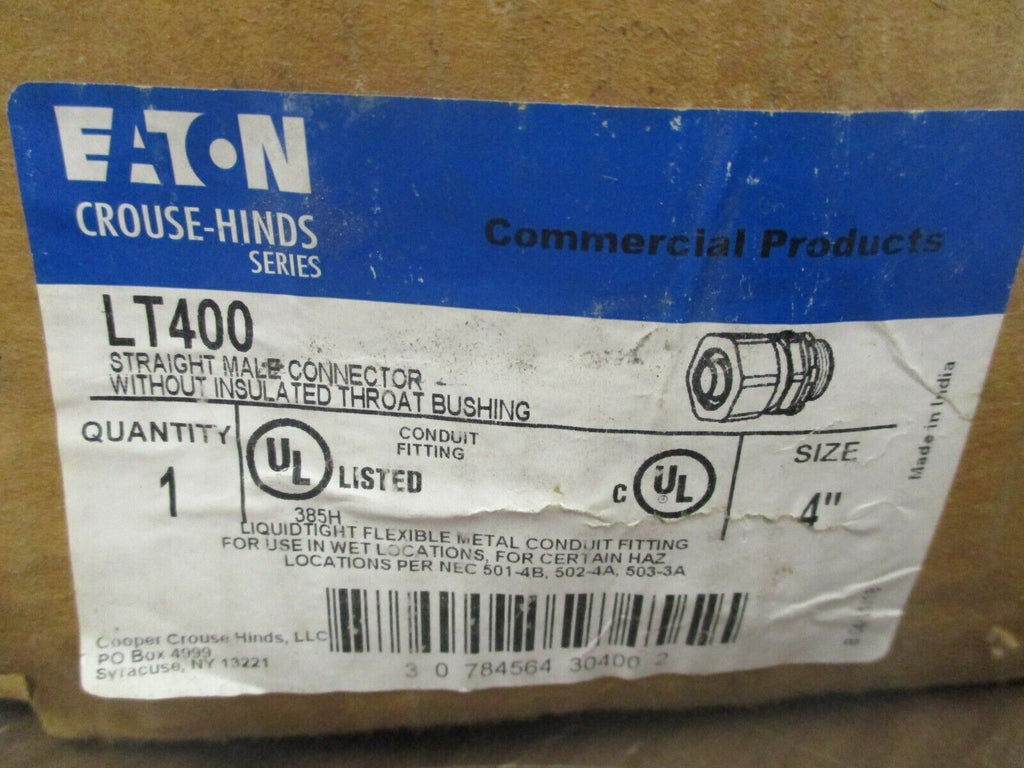 EATON
CROUSE-HINDS
SERIES
Commercial Products
LT400
STRAIGHT MALE CONNECTOR
WITHOUT INSULATED THROAT BUSHING
QUANTITY
1
UL
LISTED
385H
CONDUIT
FITTING
C UL
SIZE
4"
Made in India
LIQUIDTIGHT FLEXIBLE METAL CONDUIT FITTING
FOR USE IN WET LOCATIONS, FOR CERTAIN HAZ
LOCATIONS PER NEC 501-4B, 502-4A, 503-3A
Cooper Crouse Hinds, LLC
PO Box 4999
Syracuse, NY 13221
3 0 784564 30400 2